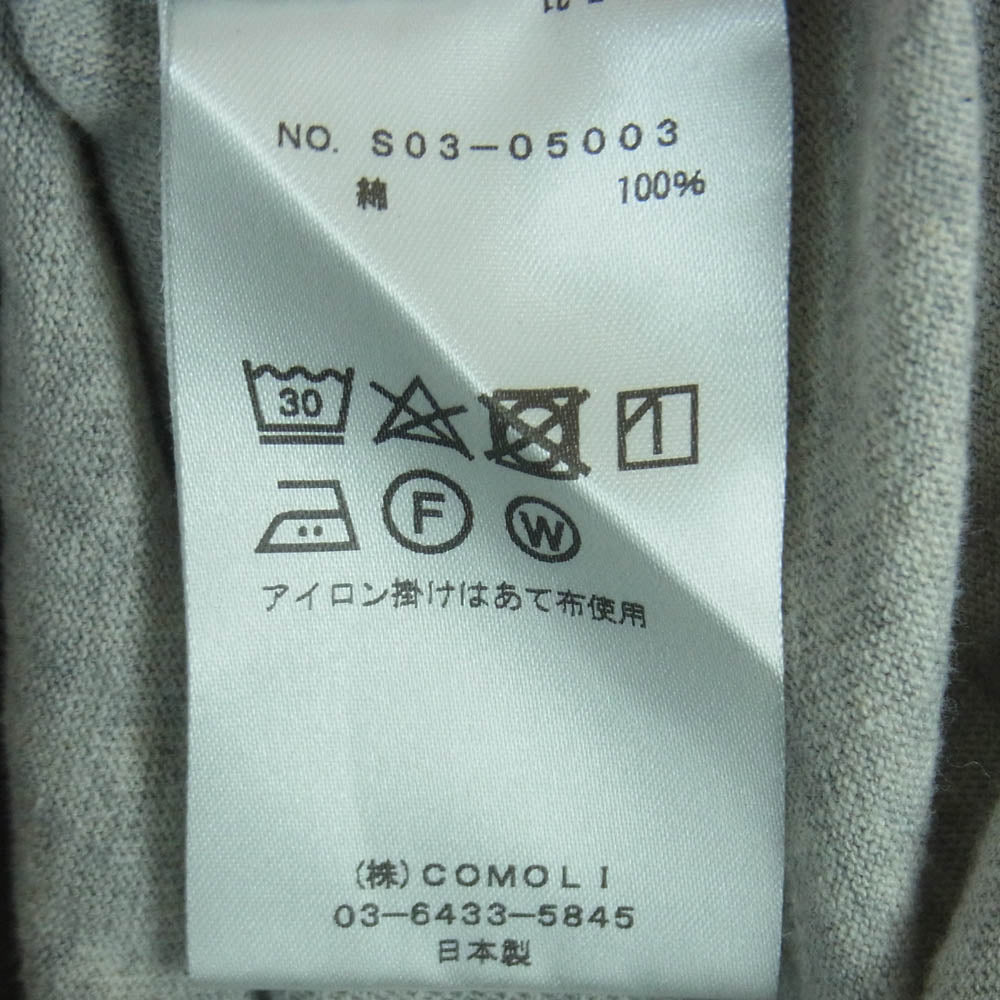 NO. S03-05003
綿 100%
30
F W
アイロン掛けはあて布使用
(株)COMOLI
03-6433-5845
日本製